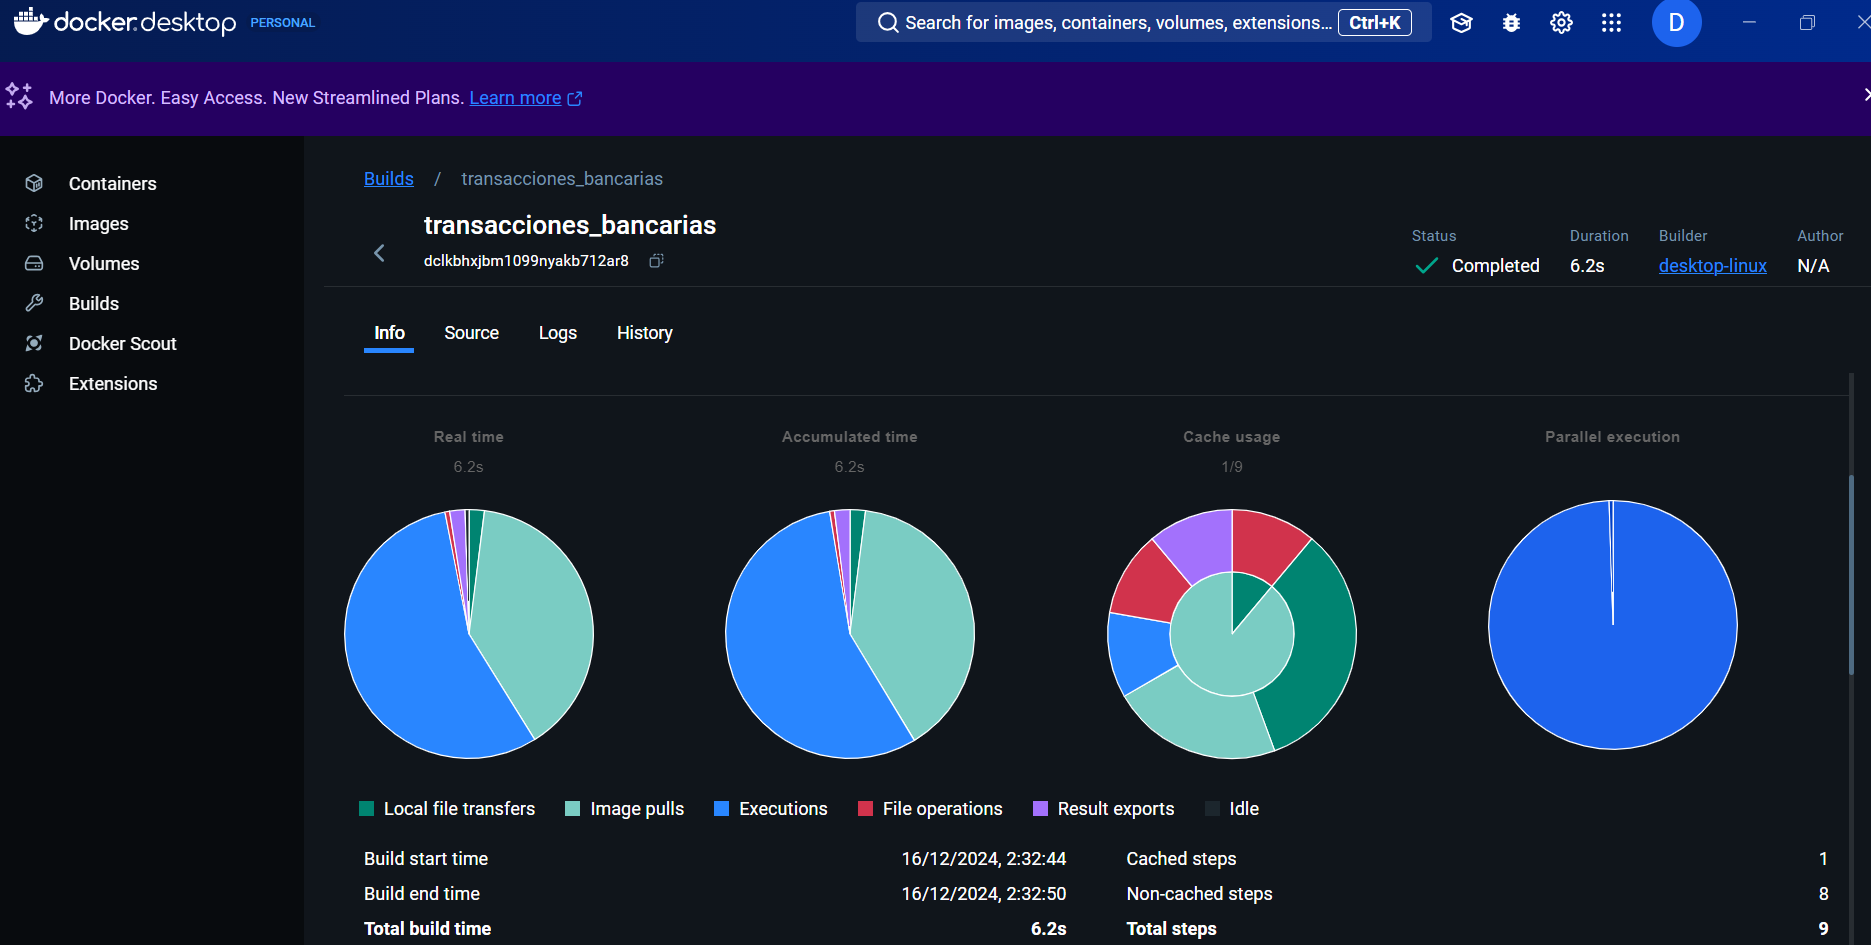 docker.desktop PERSONAL
Search for images, containers, volumes, extensions... Ctrl+K
D
More Docker. Easy Access. New Streamlined Plans. Learn more
Containers
Images
Volumes
Builds
Docker Scout
Extensions
Builds / transacciones_bancarias
transacciones_bancarias
dclkbhxjbm1099nyakb712ar8
Status Duration Builder Author
Completed 6.2s desktop-linux N/A
Info Source Logs History
Real time Accumulated time Cache usage Parallel execution
6.2s 6.2s 1/9
Local file transfers Image pulls Executions File operations Result exports Idle
Build start time 16/12/2024, 2:32:44 Cached steps 1
Build end time 16/12/2024, 2:32:50 Non-cached steps 8
Total build time 6.2s Total steps 9